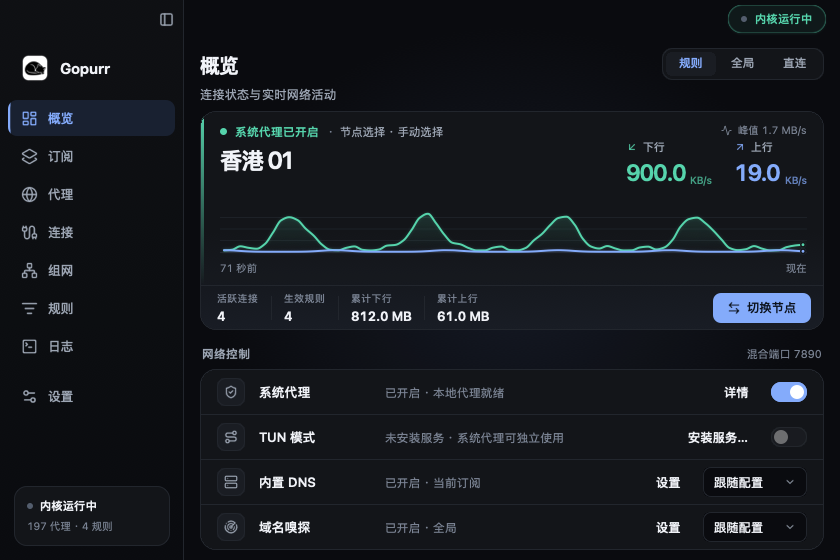 内核运行中
Gopurr
概览
订阅
代理
连接
组网
规则
日志
设置
内核运行中
197 代理 · 4 规则
概览
连接状态与实时网络活动
规则 全局 直连
系统代理已开启 · 节点选择 · 手动选择
香港 01
峰值 1.7 MB/s
下行 上行
900.0 KB/s 19.0 KB/s
71 秒前 现在
活跃连接 生效规则 累计下行 累计上行
4 4 812.0 MB 61.0 MB
切换节点
网络控制 混合端口 7890
系统代理 已开启 · 本地代理就绪 详情
TUN 模式 未安装服务 · 系统代理可独立使用 安装服务...
内置 DNS 已开启 · 当前订阅 设置 跟随配置
域名嗅探 已开启 · 全局 设置 跟随配置